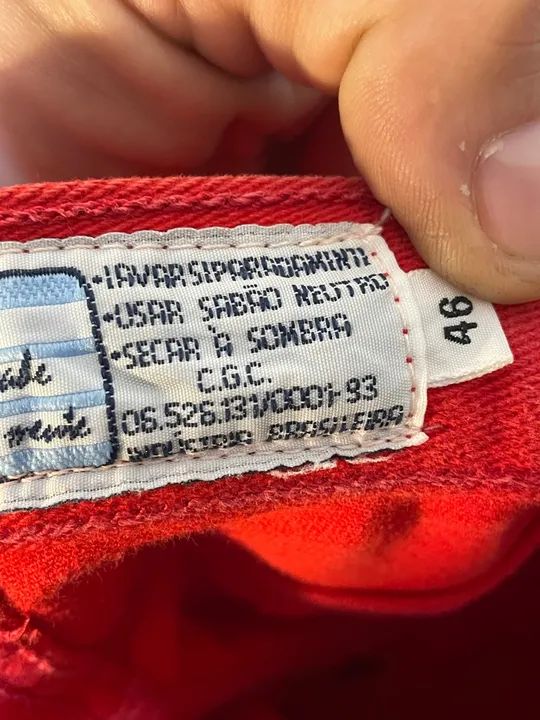 •LAVAR SEPARADAMENTE
•USAR SABÃO NEUTRO
•SECAR À SOMBRA
C.G.C.
06.526.131/0001-93
INDÚSTRIA BRASILEIRA
46